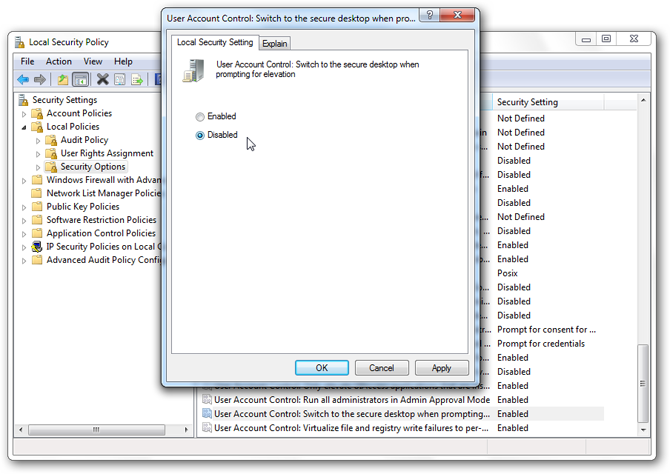 User Account Control: Switch to the secure desktop when pro...
Local Security Policy
Local Security Setting
Explain
File
Action
View
Help
User Account Control: Switch to the secure desktop when
prompting for elevation
Enabled
Disabled
OK
Cancel
Apply
Security Settings
Account Policies
Local Policies
Audit Policy
User Rights Assignment
Security Options
Windows Firewall with Advan
Network List Manager Policies
Public Key Policies
Software Restriction Policies
Application Control Policies
IP Security Policies on Local C
Advanced Audit Policy Config
Security Setting
Not Defined
Not Defined
Not Defined
Disabled
Disabled
Enabled
Disabled
Not Defined
Disabled
Enabled
Enabled
Posix
Disabled
Disabled
Disabled
Prompt for consent for ...
Prompt for credentials
Enabled
Disabled
Enabled
User Account Control: Run all administrators in Admin Approval Mode
Enabled
User Account Control: Switch to the secure desktop when prompting...
Enabled
User Account Control: Virtualize file and registry write failures to per-...
Enabled